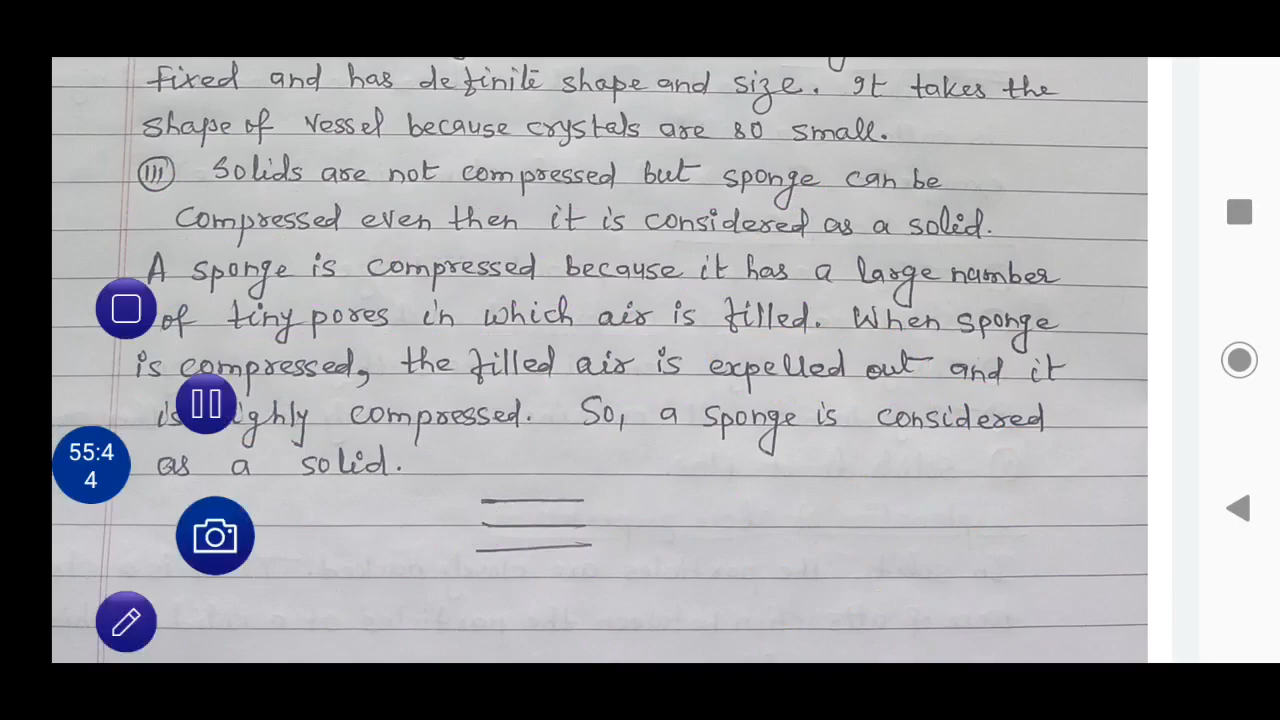 fixed and has definite shape and size. It takes the
shape of vessel because crystals are so small.
(III) Solids are not compressed but sponge can be
compressed even then it is considered as a solid.
A sponge is compressed because it has a large number
of tiny pores in which air is filled. When sponge
is compressed, the filled air is expelled out and it
is highly compressed. So, a sponge is considered
55:4
4
as a solid.